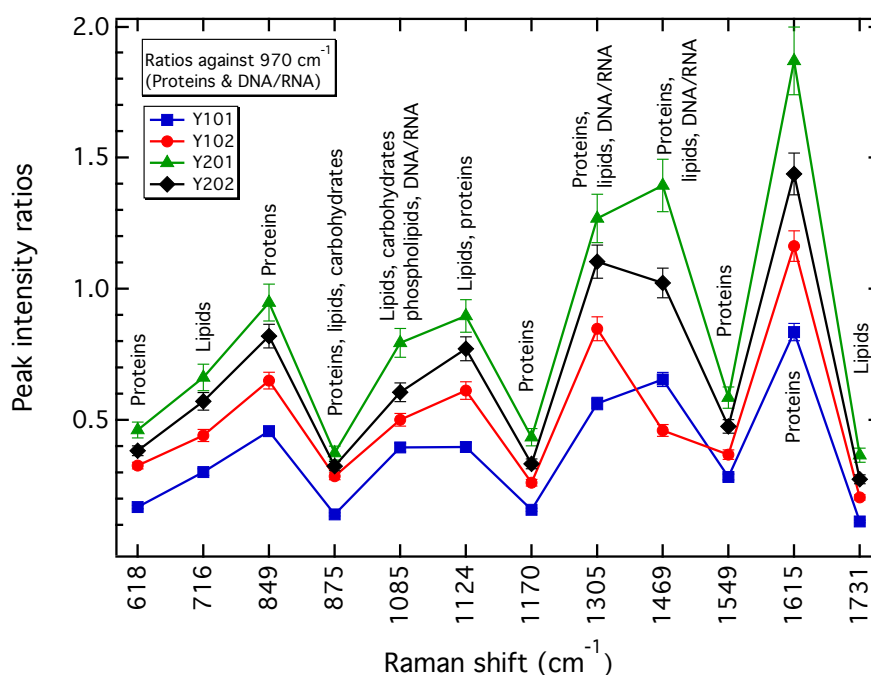 2.0
1.5
1.0
0.5
Peak intensity ratios
Ratios against 970 cm⁻¹
(Proteins & DNA/RNA)
Y101
Y102
Y201
Y202
Proteins
Lipids
Proteins
Proteins, lipids, carbohydrates
Lipids, carbohydrates
phospholipids, DNA/RNA
Lipids, proteins
Proteins
Proteins,
lipids, DNA/RNA
Proteins,
lipids, DNA/RNA
Proteins
Proteins
Lipids
618
716
849
875
1085
1124
1170
1305
1469
1549
1615
1731
Raman shift (cm⁻¹)